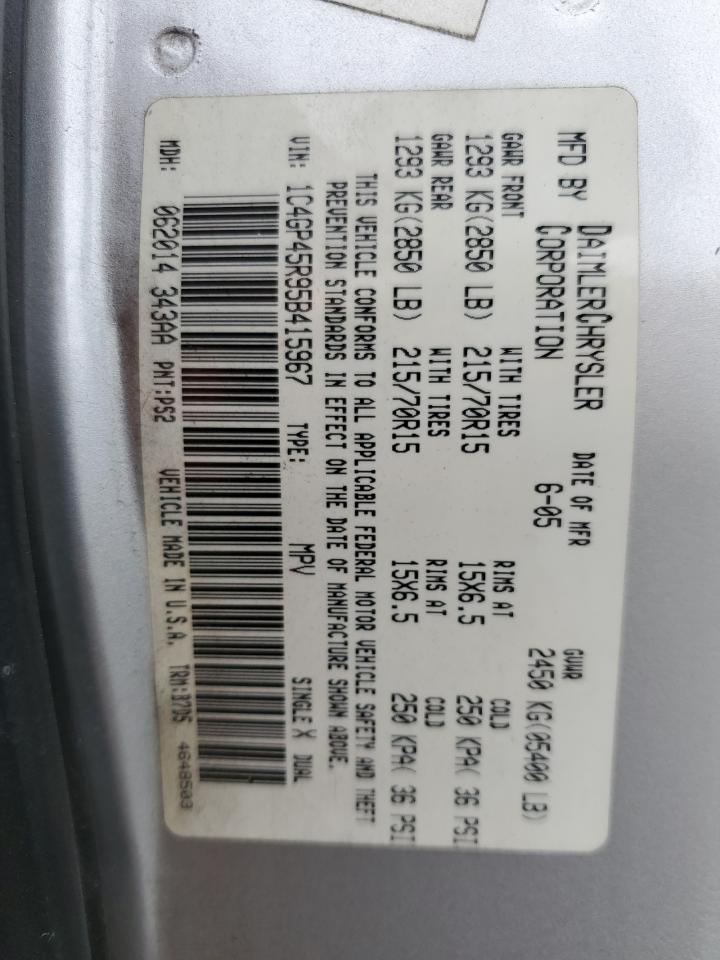 MFD BY DAIMLERCHRYSLER CORPORATION DATE OF MFR 6-05 GVWR 2450 KG(05400 LB)
GAWR FRONT WITH TIRES RIMS AT COLD
1293 KG(2850 LB) 215/70R15 15X6.5 250 KPA( 36 PSI
GAWR REAR WITH TIRES RIMS AT COLD
1293 KG(2850 LB) 215/70R15 15X6.5 250 KPA( 36 PSI
THIS VEHICLE CONFORMS TO ALL APPLICABLE FEDERAL MOTOR VEHICLE SAFETY AND THEFT
PREVENTION STANDARDS IN EFFECT ON THE DATE OF MANUFACTURE SHOWN ABOVE.
VIN: 1C4GP45R95B415967 TYPE: MPV SINGLE X DUAL
MDH: 062014 343AA PNT:PS2 VEHICLE MADE IN U.S.A. TRM:B7D5 4648503